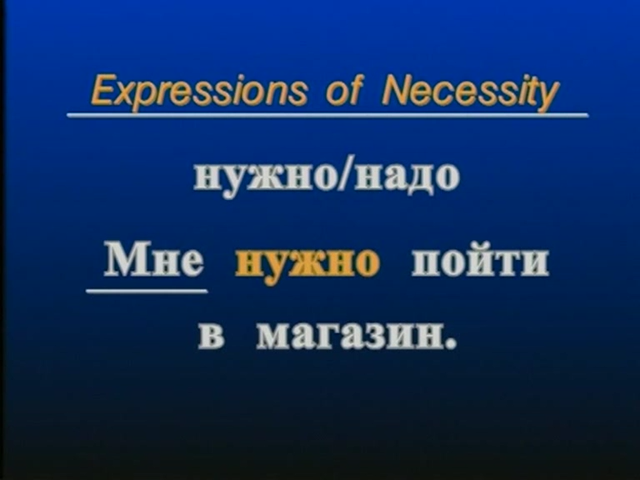 Expressions of Necessity
нужно/надо
Мне нужно пойти
в магазин.